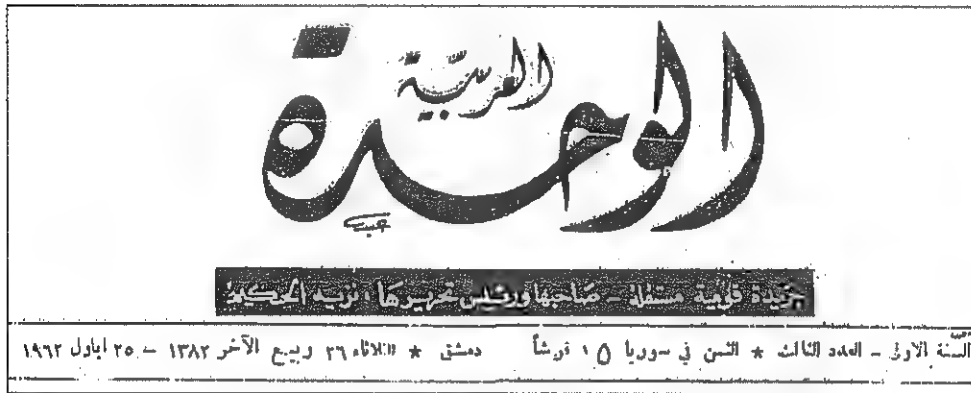 الوحدة
العربية
جريدة قومية مستقلة - صاحبها ورئيس تحريرها : نزيه الحكيم
السنة الاولى - العدد الثالث * الثمن في سوريا ١٥ قرشاً دمشق * الثلاثاء ٢٦ ربيع الآخر ١٣٨٢ - ٢٥ ايلول ١٩٦٢